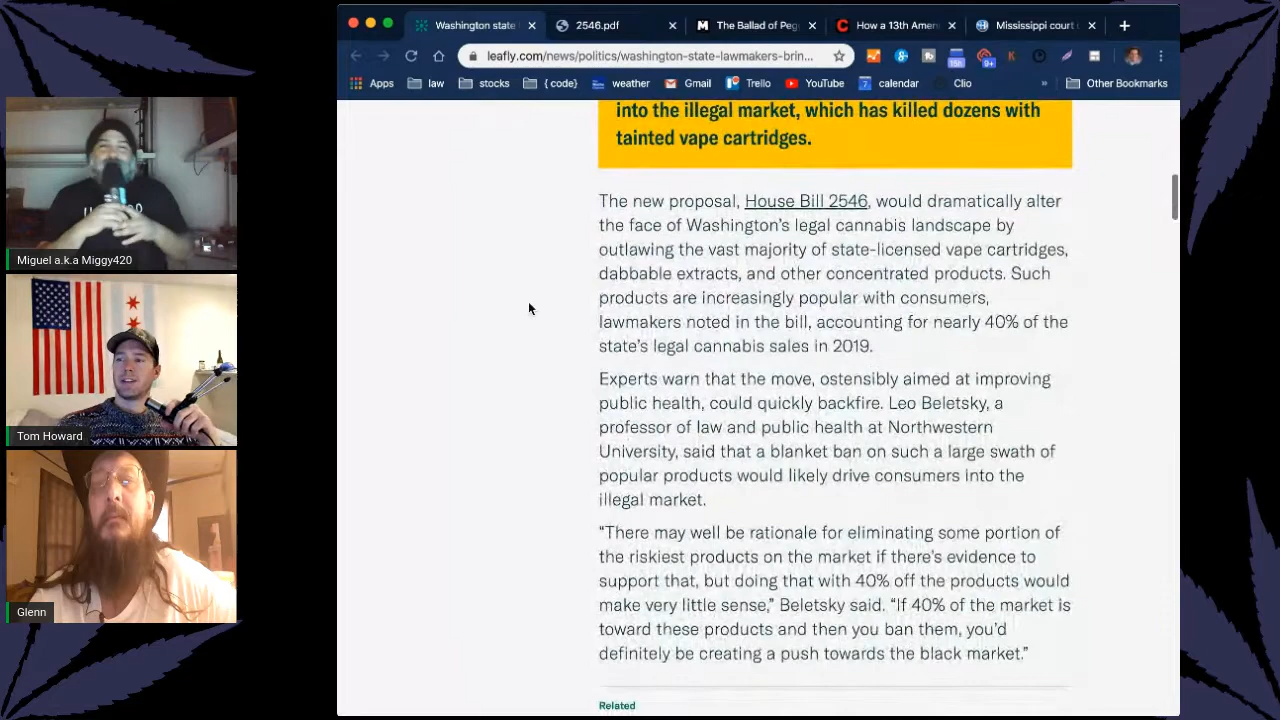 Washington state
2546.pdf
The Ballad of Peg
How a 13th Amer
Mississippi court
leafly.com/news/politics/washington-state-lawmakers-brin...
15h
9+
K
Apps
law
stocks
{ code}
weather
Gmail
Trello
YouTube
7
calendar
Clio
»
Other Bookmarks
into the illegal market, which has killed dozens with
tainted vape cartridges.
The new proposal, House Bill 2546, would dramatically alter
the face of Washington’s legal cannabis landscape by
outlawing the vast majority of state-licensed vape cartridges,
dabbable extracts, and other concentrated products. Such
products are increasingly popular with consumers,
lawmakers noted in the bill, accounting for nearly 40% of the
state’s legal cannabis sales in 2019.
Experts warn that the move, ostensibly aimed at improving
public health, could quickly backfire. Leo Beletsky, a
professor of law and public health at Northwestern
University, said that a blanket ban on such a large swath of
popular products would likely drive consumers into the
illegal market.
“There may well be rationale for eliminating some portion of
the riskiest products on the market if there’s evidence to
support that, but doing that with 40% off the products would
make very little sense,” Beletsky said. “If 40% of the market is
toward these products and then you ban them, you’d
definitely be creating a push towards the black market.”
Related
Miguel a.k.a Miggy420
Tom Howard
Glenn